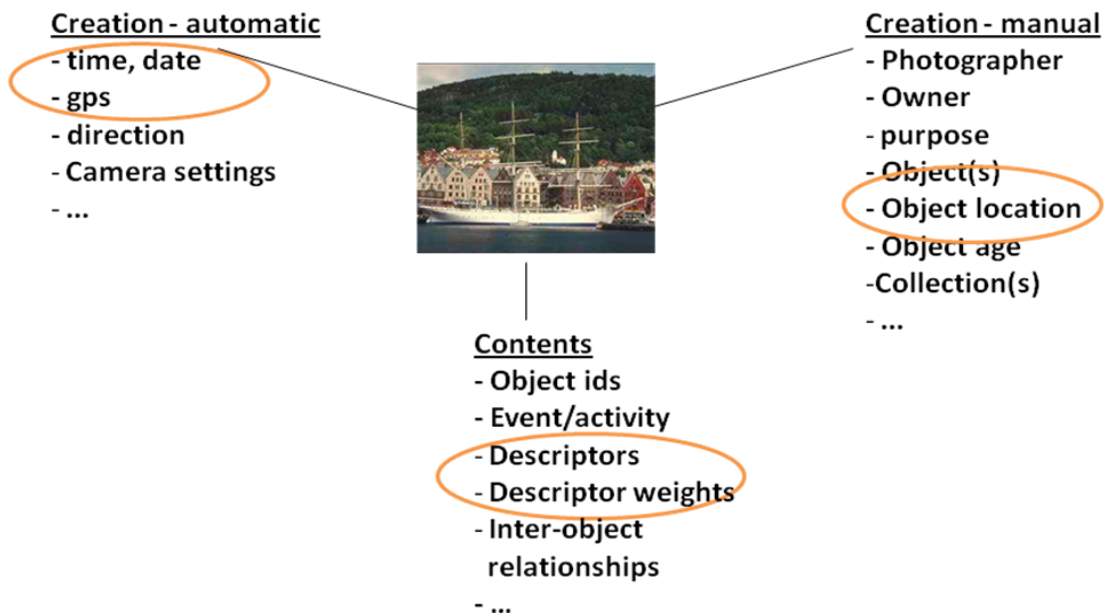 Creation - automatic
- time, date
- gps
- direction
- Camera settings
- ...
Creation - manual
- Photographer
- Owner
- purpose
- Object(s)
- Object location
- Object age
-Collection(s)
- ...
Contents
- Object ids
- Event/activity
- Descriptors
- Descriptor weights
- Inter-object
relationships
- ...